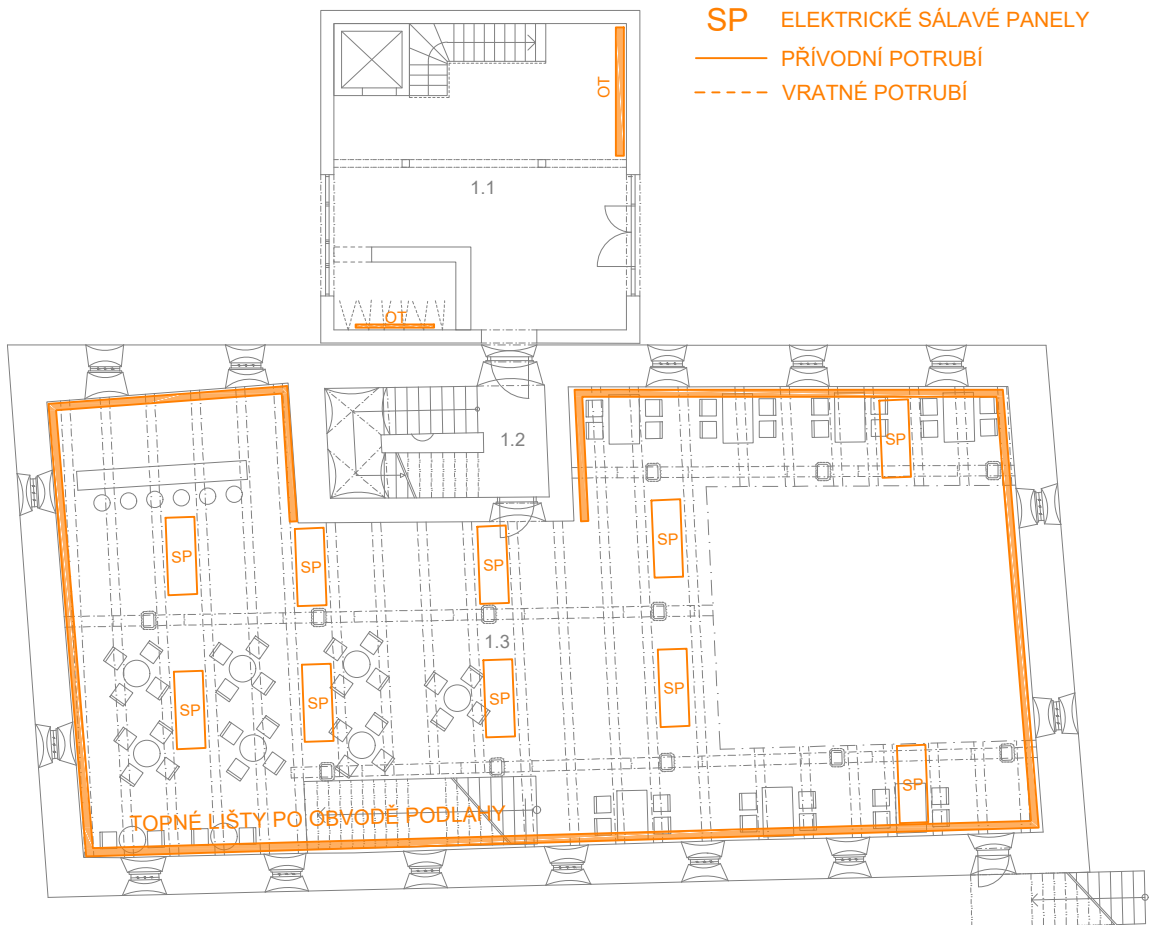 SP ELEKTRICKÉ SÁLAVÉ PANELY
PŘÍVODNÍ POTRUBÍ
VRATNÉ POTRUBÍ
OT
1.1
OT
1.2
SP
SP
SP
SP
SP
1.3
SP
SP
SP
SP
SP
TOPNÉ LIŠTY PO OBVODĚ PODLAHY